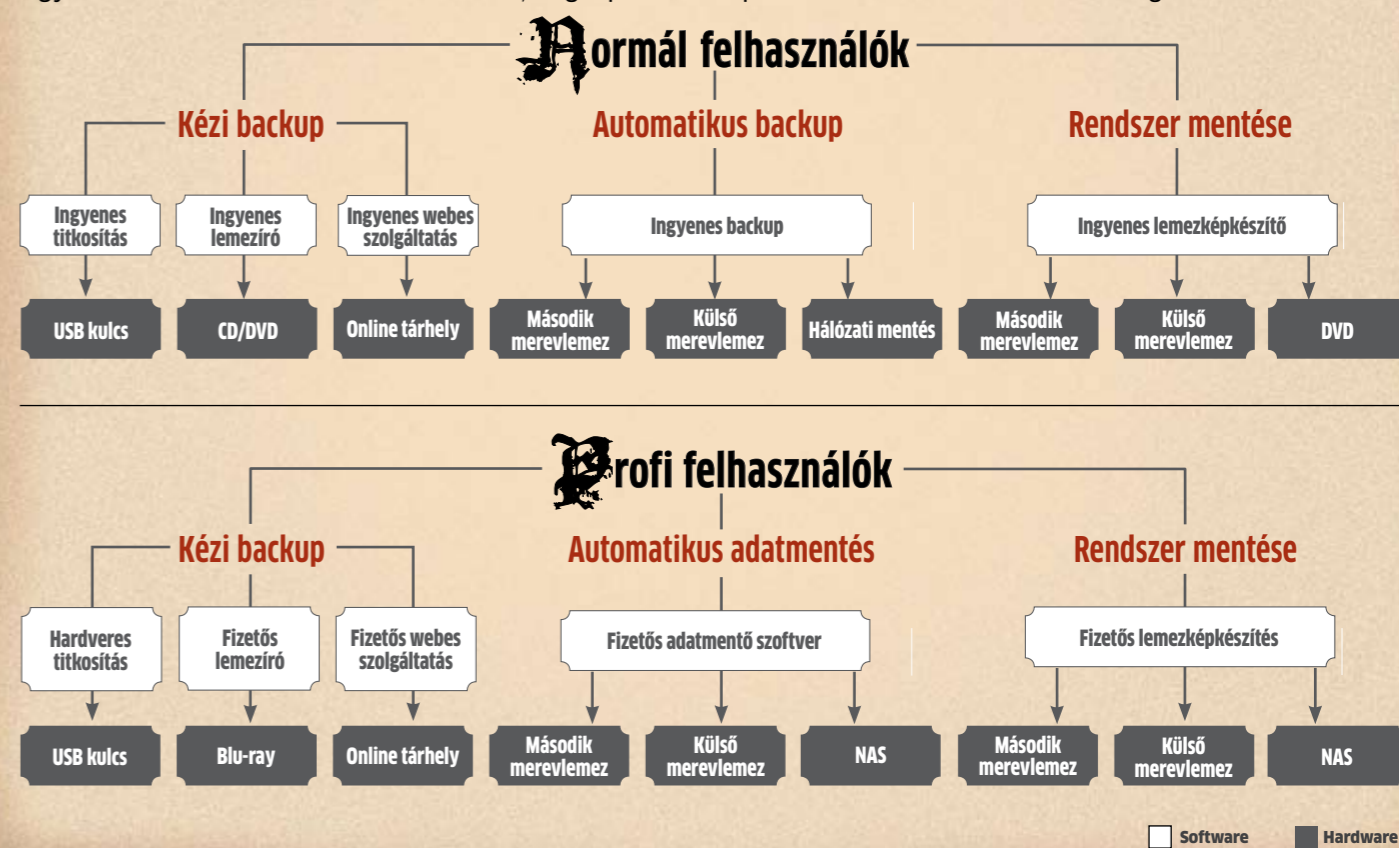 Normál felhasználók
Kézi backup
Automatikus backup
Rendszer mentése
Ingyenes
titkosítás
Ingyenes
lemezíró
Ingyenes webes
szolgáltatás
Ingyenes backup
Ingyenes lemezképkészítő
USB kulcs
CD/DVD
Online tárhely
Második
merevlemez
Külső
merevlemez
Hálózati mentés
Második
merevlemez
Külső
merevlemez
DVD
Profi felhasználók
Kézi backup
Automatikus adatmentés
Rendszer mentése
Hardveres
titkosítás
Fizetős
lemezíró
Fizetős webes
szolgáltatás
Fizetős adatmentő szoftver
Fizetős lemezképkészítés
USB kulcs
Blu-ray
Online tárhely
Második
merevlemez
Külső
merevlemez
NAS
Második
merevlemez
Külső
merevlemez
NAS
Software
Hardware